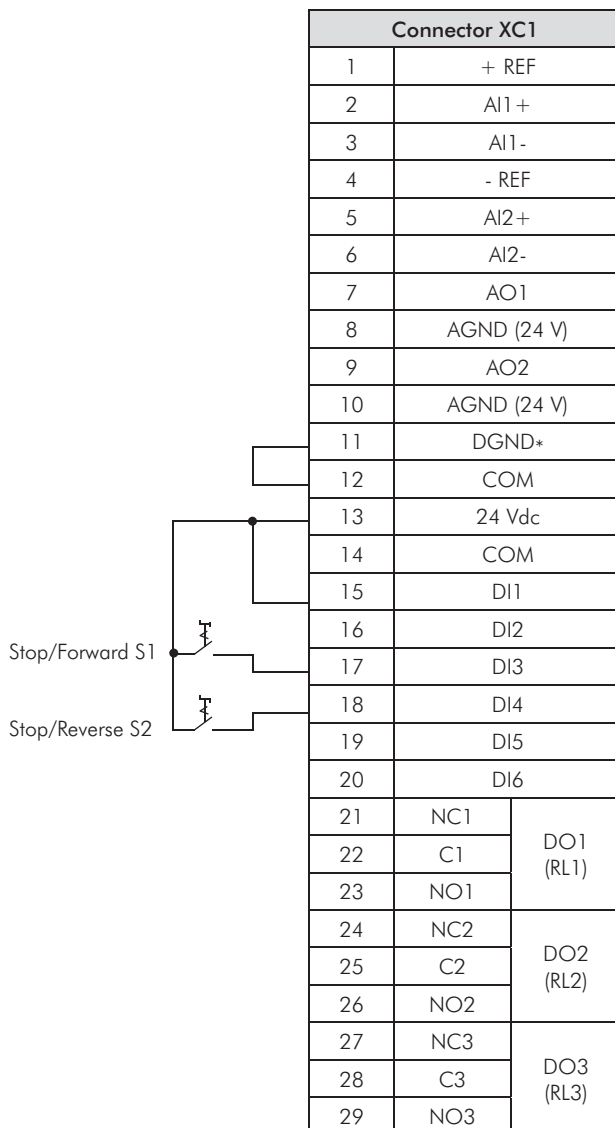 Connector XC1
1 + REF
2 AI1+
3 AI1-
4 - REF
5 AI2+
6 AI2-
7 AO1
8 AGND (24 V)
9 AO2
10 AGND (24 V)
11 DGND*
12 COM
13 24 Vdc
14 COM
15 DI1
16 DI2
Stop/Forward S1
17 DI3
18 DI4
Stop/Reverse S2
19 DI5
20 DI6
21 NC1
22 C1
23 NO1
DO1
(RL1)
24 NC2
25 C2
26 NO2
DO2
(RL2)
27 NC3
28 C3
29 NO3
DO3
(RL3)